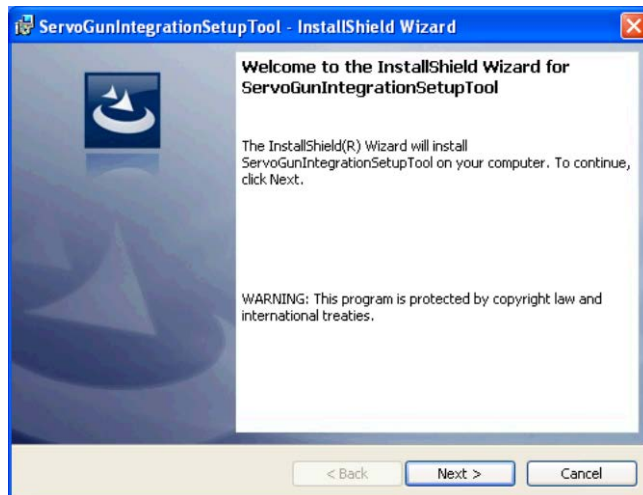 ServoGunIntegrationSetupTool - InstallShield Wizard
Welcome to the InstallShield Wizard for
ServoGunIntegrationSetupTool
The InstallShield(R) Wizard will install
ServoGunIntegrationSetupTool on your computer. To continue,
click Next.
WARNING: This program is protected by copyright law and
international treaties.
< Back
Next >
Cancel